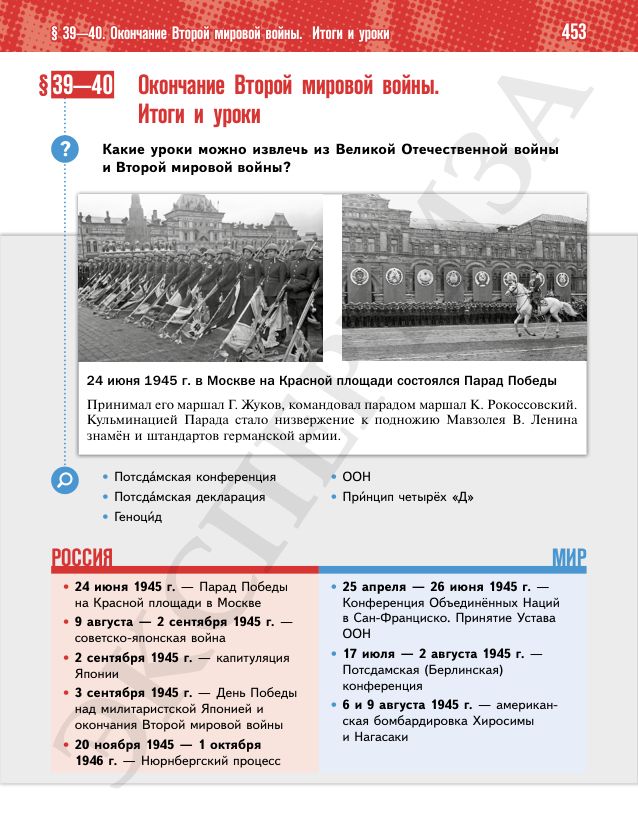 § 39—40. Окончание Второй мировой войны. Итоги и уроки
453
§ 39—40 Окончание Второй мировой войны.
Итоги и уроки
? Какие уроки можно извлечь из Великой Отечественной войны
и Второй мировой войны?
24 июня 1945 г. в Москве на Красной площади состоялся Парад Победы
Принимал его маршал Г. Жуков, командовал парадом маршал К. Рокоссовский.
Кульминацией Парада стало низвержение к подножию Мавзолея В. Ленина
знамён и штандартов германской армии.
• Потсда́мская конференция
• Потсда́мская декларация
• Геноци́д
• ООН
• При́нцип четырёх «Д»
РОССИЯ
• 24 июня 1945 г. — Парад Победы
на Красной площади в Москве
• 9 августа — 2 сентября 1945 г. —
советско-японская война
• 2 сентября 1945 г. — капитуляция
Японии
• 3 сентября 1945 г. — День Победы
над милитаристской Японией и
окончания Второй мировой войны
• 20 ноября 1945 — 1 октября
1946 г. — Нюрнбергский процесс
МИР
• 25 апреля — 26 июня 1945 г. —
Конференция Объединённых Наций
в Сан-Франциско. Принятие Устава
ООН
• 17 июля — 2 августа 1945 г. —
Потсдамская (Берлинская)
конференция
• 6 и 9 августа 1945 г. — американ-
ская бомбардировка Хиросимы
и Нагасаки
ЭКСПЕРТИЗА